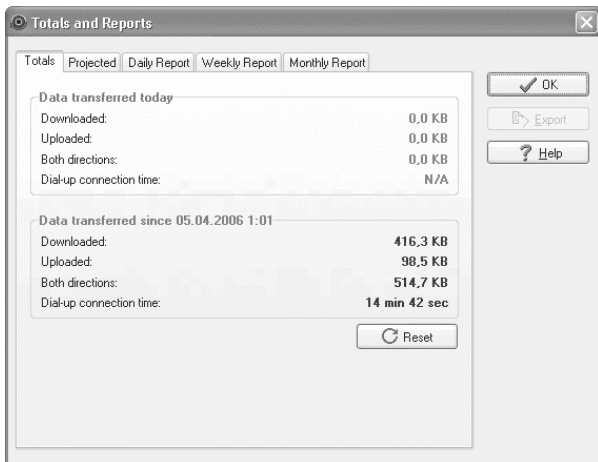 Totals and Reports
Totals Projected Daily Report Weekly Report Monthly Report
OK
Export
Help
Data transferred today
Downloaded: 0,0 KB
Uploaded: 0,0 KB
Both directions: 0,0 KB
Dial-up connection time: N/A
Data transferred since 05.04.2006 1:01
Downloaded: 416,3 KB
Uploaded: 98,5 KB
Both directions: 514,7 KB
Dial-up connection time: 14 min 42 sec
Reset